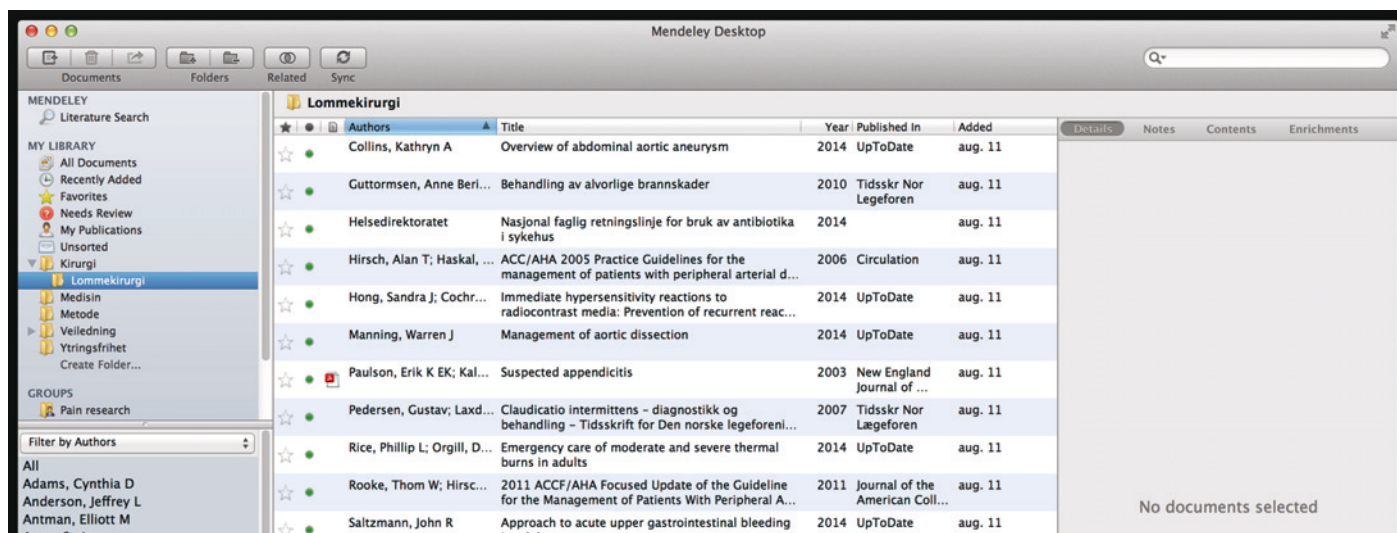 Mendeley Desktop
Documents Folders Related Sync
MENDELEY
Literature Search
MY LIBRARY
All Documents
Recently Added
Favorites
Needs Review
My Publications
Unsorted
Kirurgi
Lommekirurgi
Medisin
Metode
Veiledning
Ytringsfrihet
Create Folder...
GROUPS
Pain research
Filter by Authors
All
Adams, Cynthia D
Anderson, Jeffrey L
Antman, Elliott M
Lommekirurgi
Authors Title Year Published In Added
Collins, Kathryn A Overview of abdominal aortic aneurysm 2014 UpToDate aug. 11
Guttormsen, Anne Beri... Behandling av alvorlige brannskader 2010 Tidsskr Nor aug. 11
Legeforen
Helsedirektoratet Nasjonal faglig retningslinje for bruk av antibiotika 2014 aug. 11
i sykehus
Hirsch, Alan T; Haskal, ... ACC/AHA 2005 Practice Guidelines for the 2006 Circulation aug. 11
management of patients with peripheral arterial d...
Hong, Sandra J; Cochr... Immediate hypersensitivity reactions to 2014 UpToDate aug. 11
radiocontrast media: Prevention of recurrent reac...
Manning, Warren J Management of aortic dissection 2014 UpToDate aug. 11
Paulson, Erik K EK; Kal... Suspected appendicitis 2003 New England aug. 11
Journal of ...
Pedersen, Gustav; Laxd... Claudicatio intermittens – diagnostikk og 2007 Tidsskr Nor aug. 11
behandling – Tidsskrift for Den norske legeforeni... Lægeforen
Rice, Phillip L; Orgill, D... Emergency care of moderate and severe thermal 2014 UpToDate aug. 11
burns in adults
Rooke, Thom W; Hirsc... 2011 ACCF/AHA Focused Update of the Guideline 2011 Journal of the aug. 11
for the Management of Patients With Peripheral A... American Coll...
Saltzmann, John R Approach to acute upper gastrointestinal bleeding 2014 UpToDate aug. 11
Details Notes Contents Enrichments
No documents selected